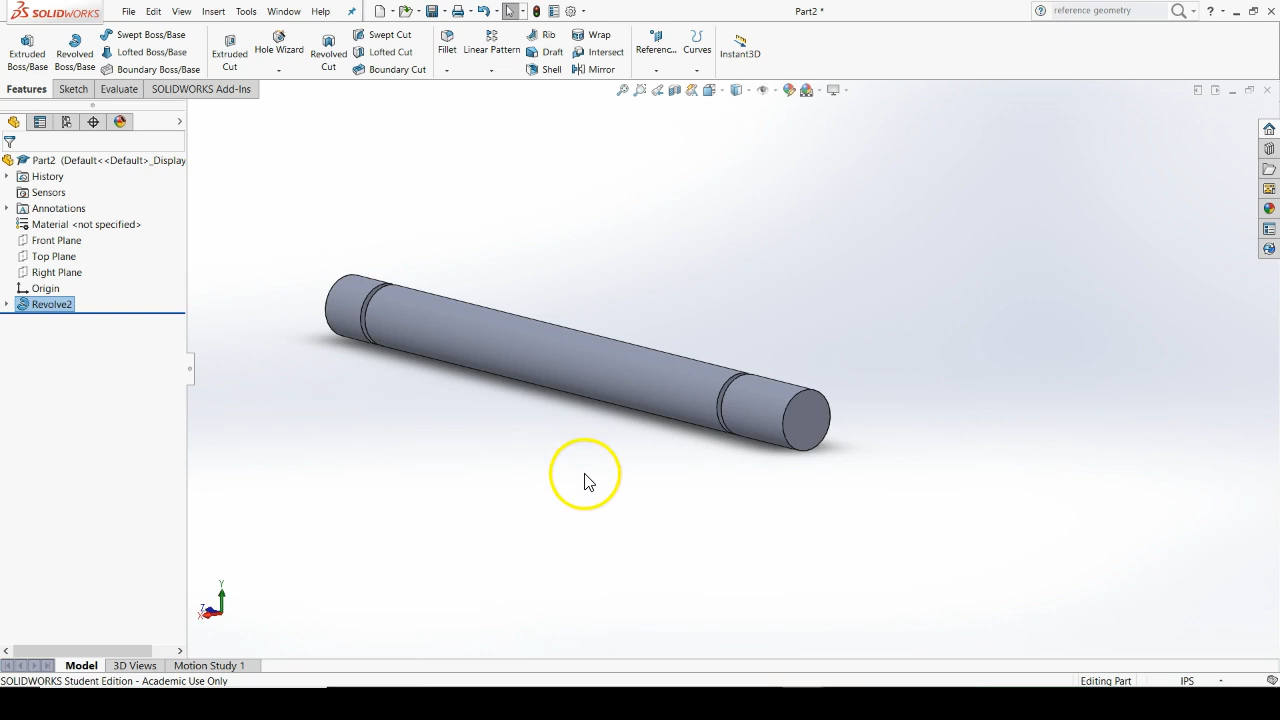 SOLIDWORKS File Edit View Insert Tools Window Help Part2 * reference geometry ?
Extruded Boss/Base
Revolved Boss/Base
Swept Boss/Base
Lofted Boss/Base
Boundary Boss/Base
Extruded Cut
Hole Wizard
Revolved Cut
Swept Cut
Lofted Cut
Boundary Cut
Fillet
Linear Pattern
Rib
Draft
Shell
Wrap
Intersect
Mirror
Referenc...
Curves
Instant3D
Features Sketch Evaluate SOLIDWORKS Add-Ins
Part2 (Default<<Default>_Display
History
Sensors
Annotations
Material <not specified>
Front Plane
Top Plane
Right Plane
Origin
Revolve2
Y
Z
X
Model 3D Views Motion Study 1
SOLIDWORKS Student Edition - Academic Use Only Editing Part IPS